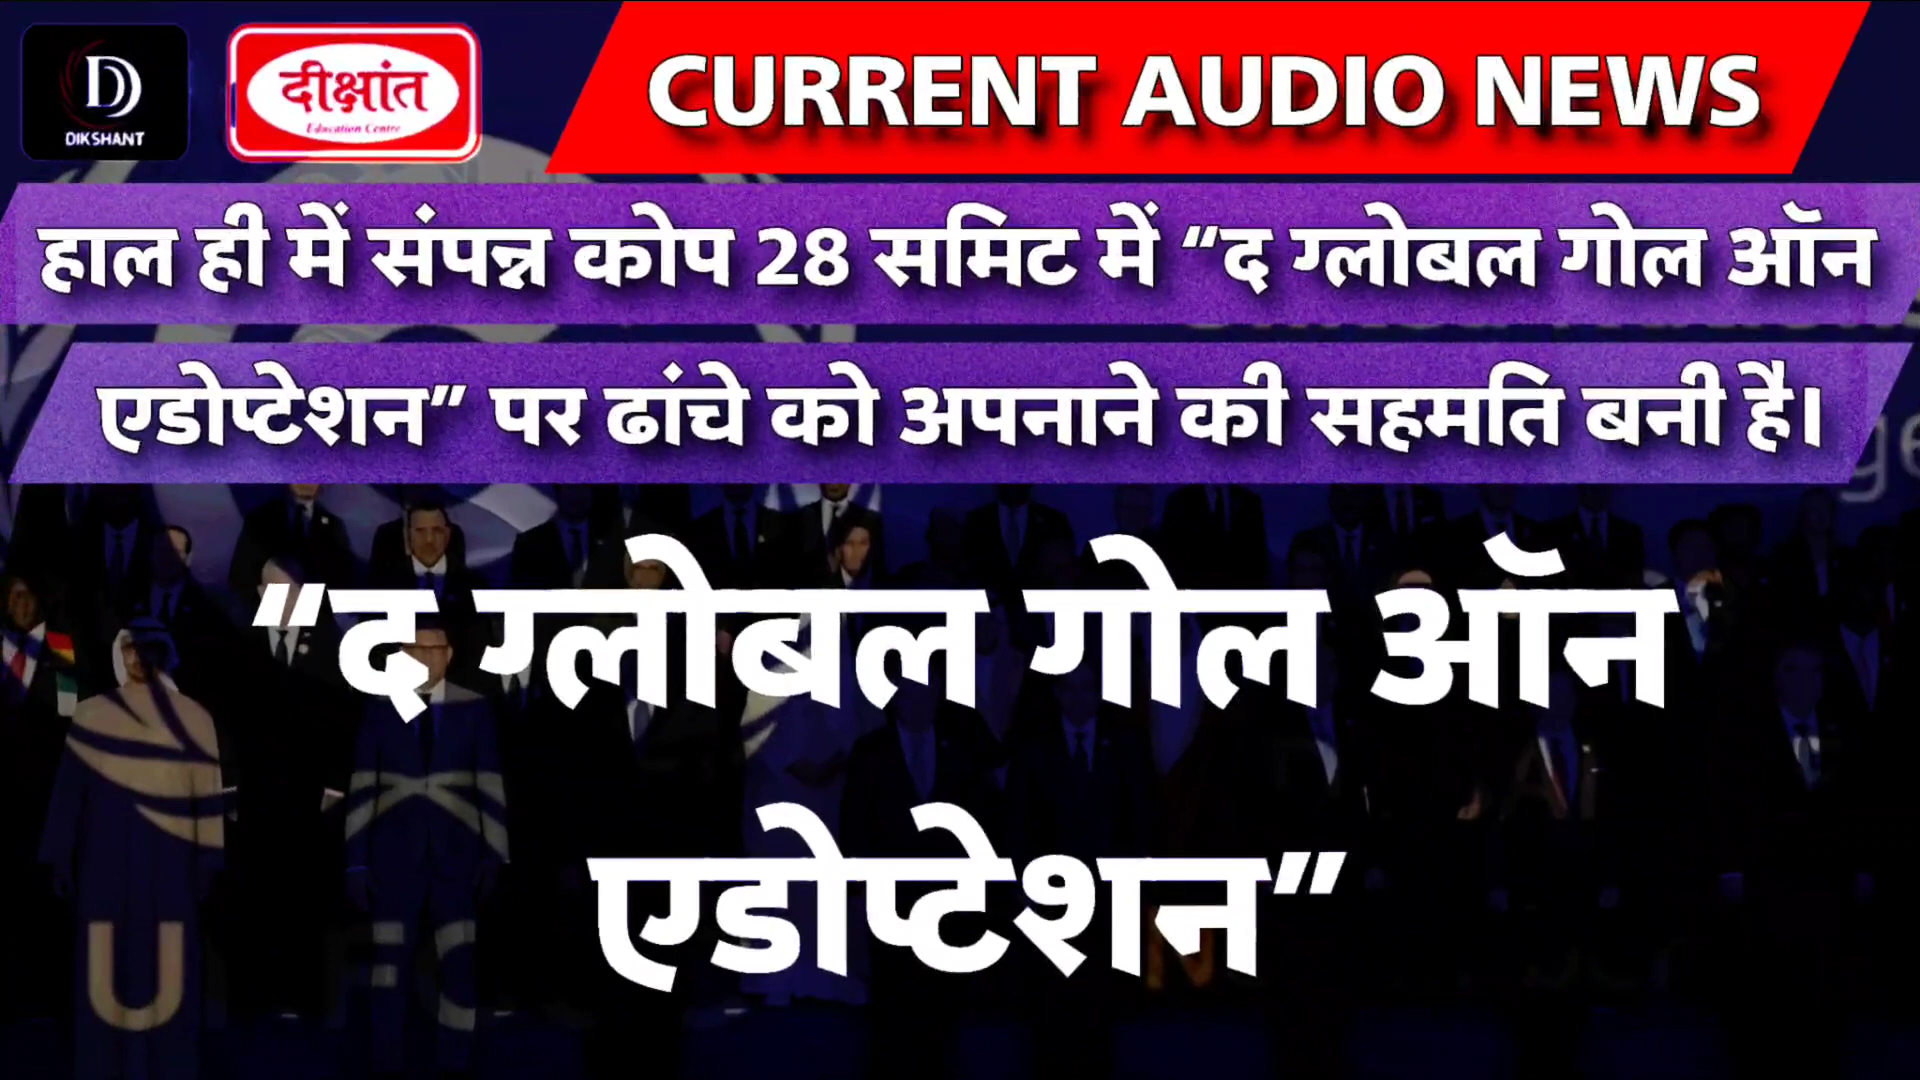 DIKSHANT
दीक्षांत
Education Centre
CURRENT AUDIO NEWS
हाल ही में संपन्न कोप 28 समिट में “द ग्लोबल गोल ऑन
एडोप्टेशन” पर ढांचे को अपनाने की सहमति बनी है।
“द ग्लोबल गोल ऑन
एडोप्टेशन”